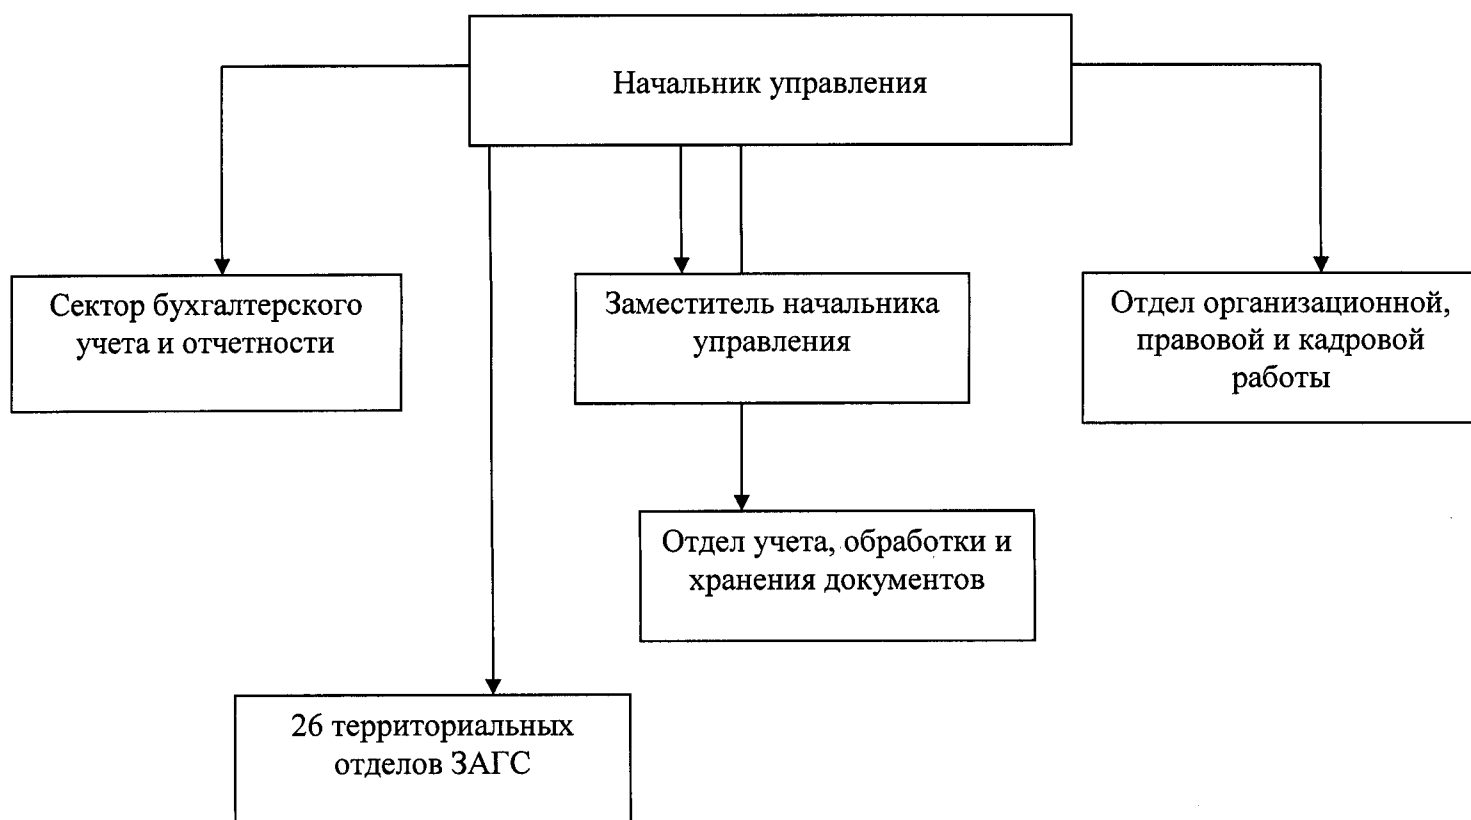 Начальник управления
Сектор бухгалтерского
учета и отчетности
Заместитель начальника
управления
Отдел организационной,
правовой и кадровой
работы
Отдел учета, обработки и
хранения документов
26 территориальных
отделов ЗАГС